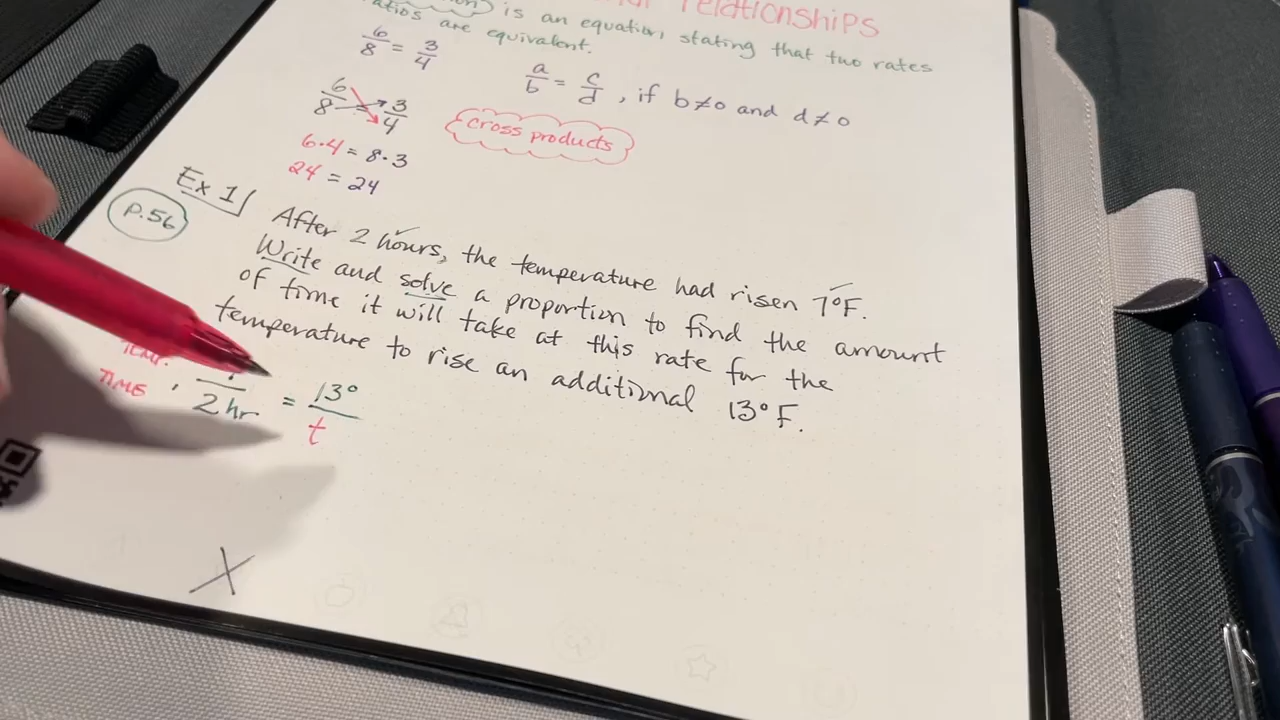 relationships
is an equation, stating that two rates
ratios are equivalent.
6/8 = 3/4
a/b = c/d , if b≠0 and d≠0
6/8 = 3/4
cross products
6·4 = 8·3
24 = 24
Ex 1
p.56
After 2 hours, the temperature had risen 7°F.
Write and solve a proportion to find the amount
of time it will take at this rate for the
temperature to rise an additional 13°F.
TIME
2 hr = 13°/t
X